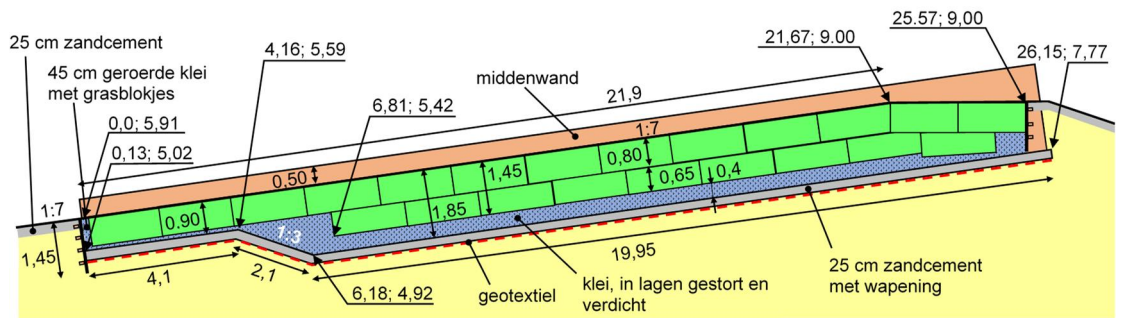 25 cm zandcement
45 cm geroerde klei
met grasblokjes
0,0; 5,91
0,13; 5,02
4,16; 5,59
6,81; 5,42
middenwand
21,9
21,67; 9.00
25.57; 9,00
26,15; 7,77
1:7
0,50
0,80
1,45
0,65
0,4
1,85
0.90
1:3
1:7
1,45
4,1
2,1
19,95
6,18; 4,92
geotextiel
klei, in lagen gestort en
verdicht
25 cm zandcement
met wapening